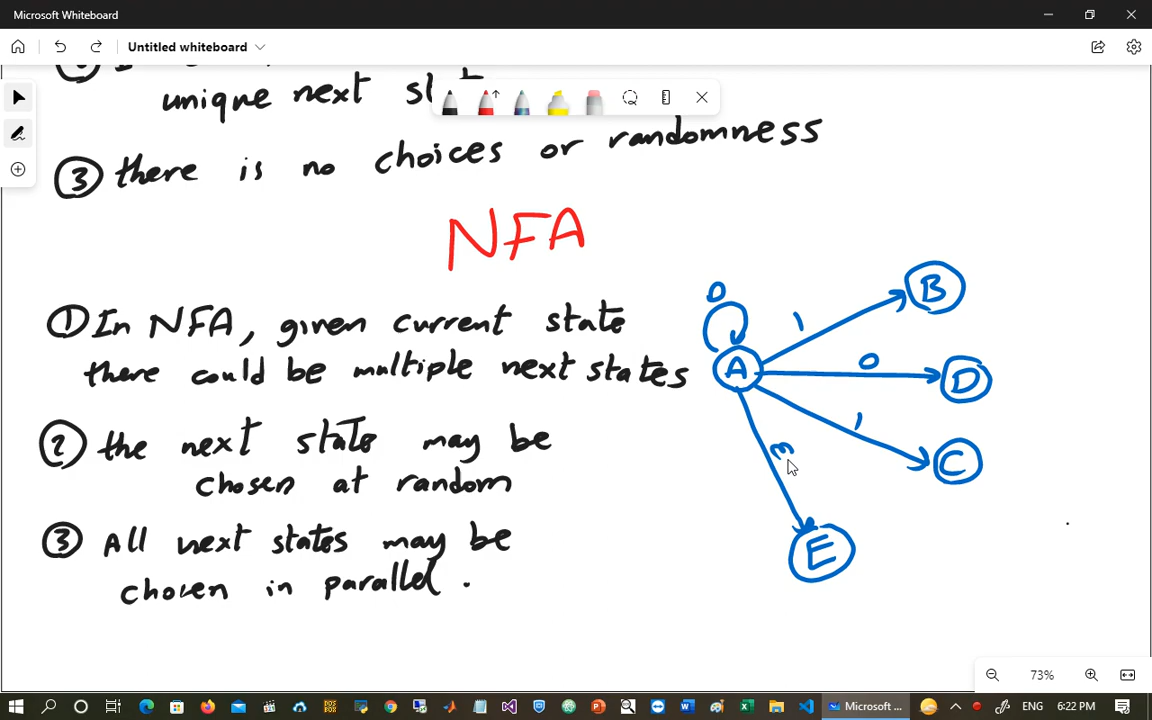 Microsoft Whiteboard
Untitled whiteboard
unique next
③ there is no choices or randomness
NFA
① In NFA, given current state
there could be multiple next states
② the next state may be
chosen at random
③ All next states may be
chosen in parallel.
0
A
1
B
0
D
1
C
ε
E
73%
Microsoft ...
ENG
6:22 PM